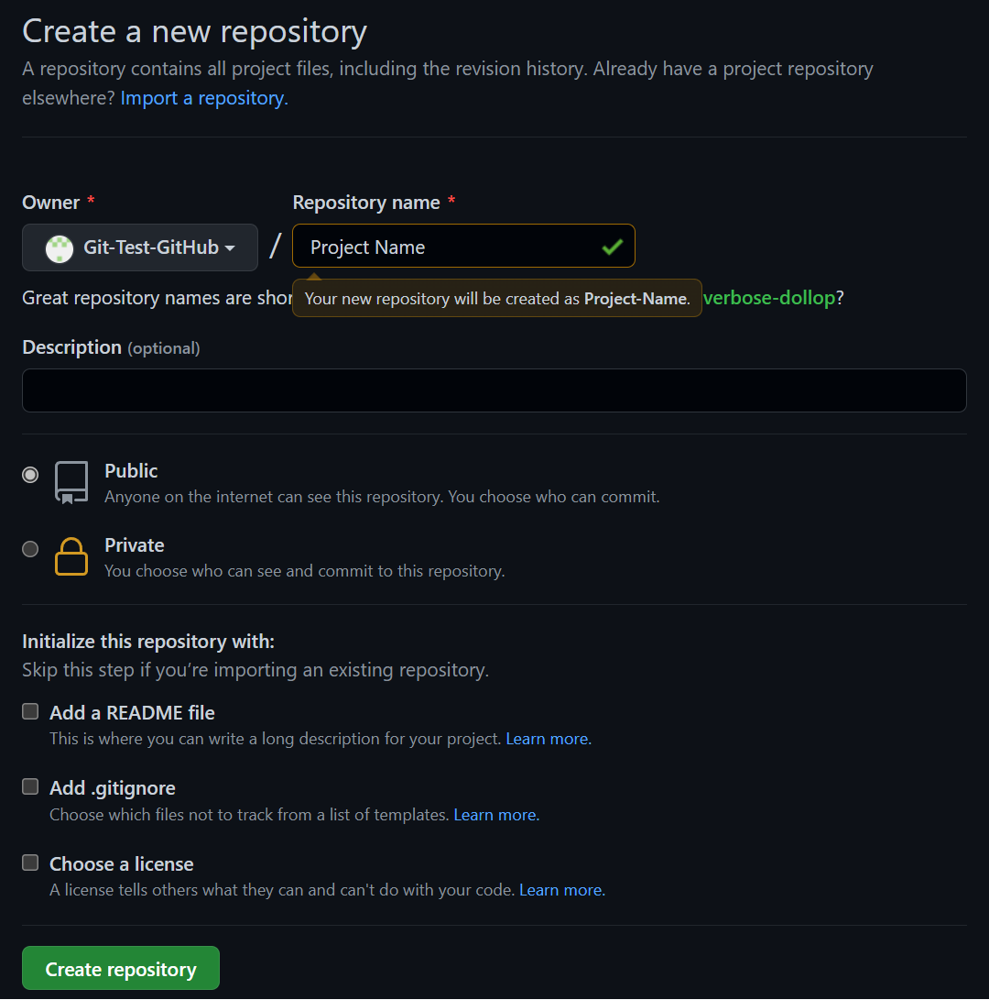 Create a new repository
A repository contains all project files, including the revision history. Already have a project repository
elsewhere? Import a repository.
Owner *
Repository name *
Git-Test-GitHub
/
Project Name
Great repository names are shor
Your new repository will be created as Project-Name.
verbose-dollop?
Description (optional)
Public
Anyone on the internet can see this repository. You choose who can commit.
Private
You choose who can see and commit to this repository.
Initialize this repository with:
Skip this step if you’re importing an existing repository.
Add a README file
This is where you can write a long description for your project. Learn more.
Add .gitignore
Choose which files not to track from a list of templates. Learn more.
Choose a license
A license tells others what they can and can't do with your code. Learn more.
Create repository